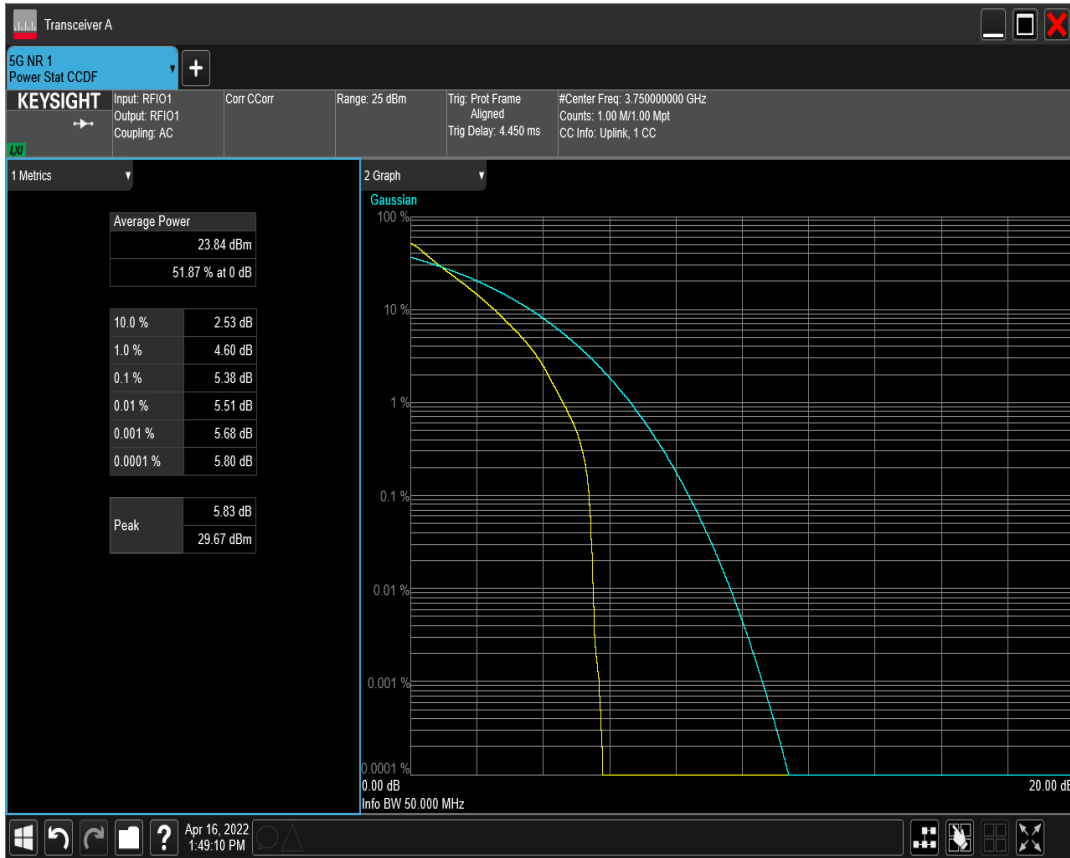 Transceiver A
5G NR 1
Power Stat CCDF
KEYSIGHT
LXI
Input: RFIO1
Output: RFIO1
Coupling: AC
Corr CCorr
Range: 25 dBm
Trig: Prot Frame
Aligned
Trig Delay: 4.450 ms
#Center Freq: 3.750000000 GHz
Counts: 1.00 M/1.00 Mpt
CC Info: Uplink, 1 CC
1 Metrics
Average Power
23.84 dBm
51.87 % at 0 dB
10.0 % 2.53 dB
1.0 % 4.60 dB
0.1 % 5.38 dB
0.01 % 5.51 dB
0.001 % 5.68 dB
0.0001 % 5.80 dB
Peak
5.83 dB
29.67 dBm
2 Graph
Gaussian
100 %
10 %
1 %
0.1 %
0.01 %
0.001 %
0.0001 %
0.00 dB
20.00 dB
Info BW 50.000 MHz
?
Apr 16, 2022
1:49:10 PM